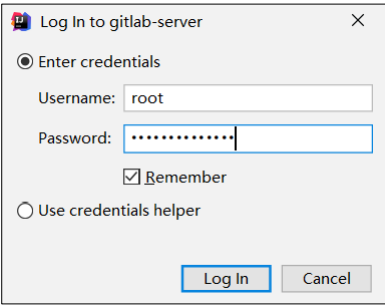 Log In to gitlab-server
Enter credentials
Username: root
Password: ••••••••••••••
Remember
Use credentials helper
Log In Cancel